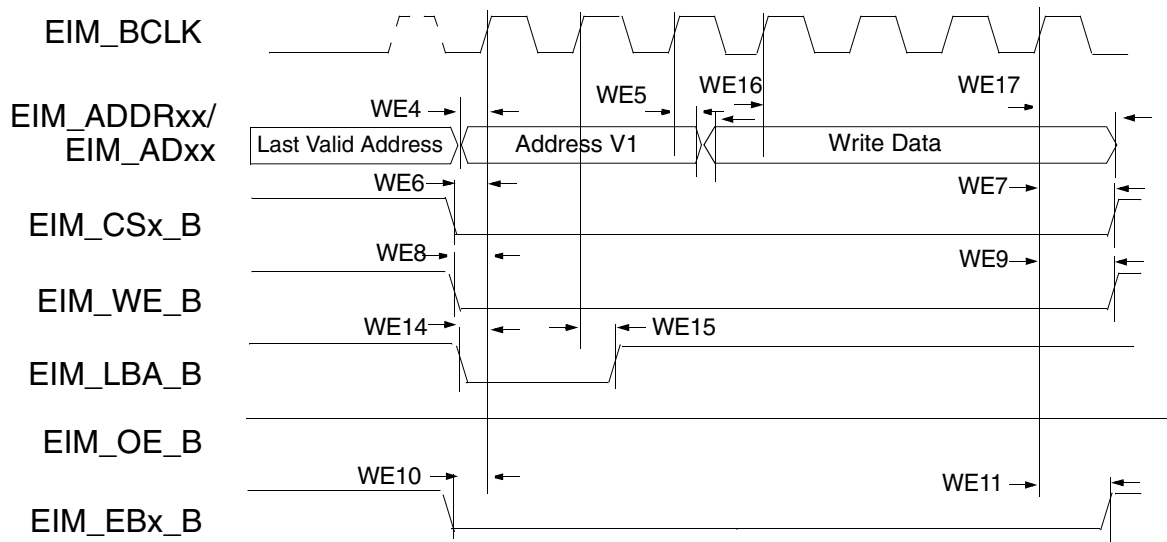 EIM_BCLK
WE4
WE5
WE16
WE17
EIM_ADDRxx/
EIM_ADxx
Last Valid Address
Address V1
Write Data
WE6
WE7
EIM_CSx_B
WE8
WE9
EIM_WE_B
WE14
WE15
EIM_LBA_B
EIM_OE_B
WE10
WE11
EIM_EBx_B